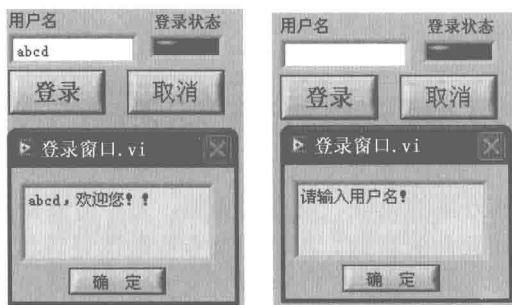 用户名 登录状态
abcd
登录 取消
登录窗口.vi
abcd，欢迎您！！
确 定
用户名 登录状态
登录 取消
登录窗口.vi
请输入用户名！
确 定